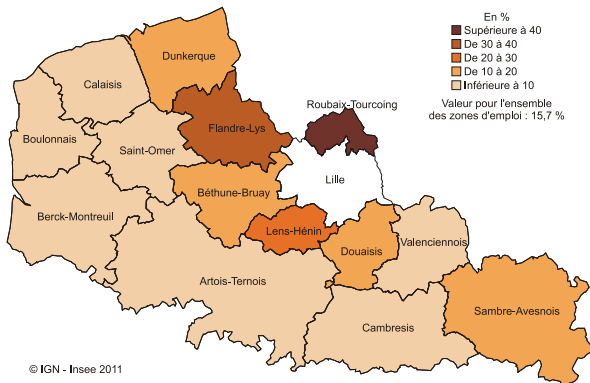 En %
Supérieure à 40
De 30 à 40
De 20 à 30
De 10 à 20
Inférieure à 10
Valeur pour l'ensemble
des zones d'emploi : 15,7 %
Dunkerque
Calaisis
Roubaix-Tourcoing
Flandre-Lys
Boulonnais
Saint-Omer
Lille
Béthune-Bruay
Berck-Montreuil
Lens-Hénin
Valenciennois
Douaisis
Artois-Ternois
Sambre-Avesnois
Cambresis
© IGN - Insee 2011